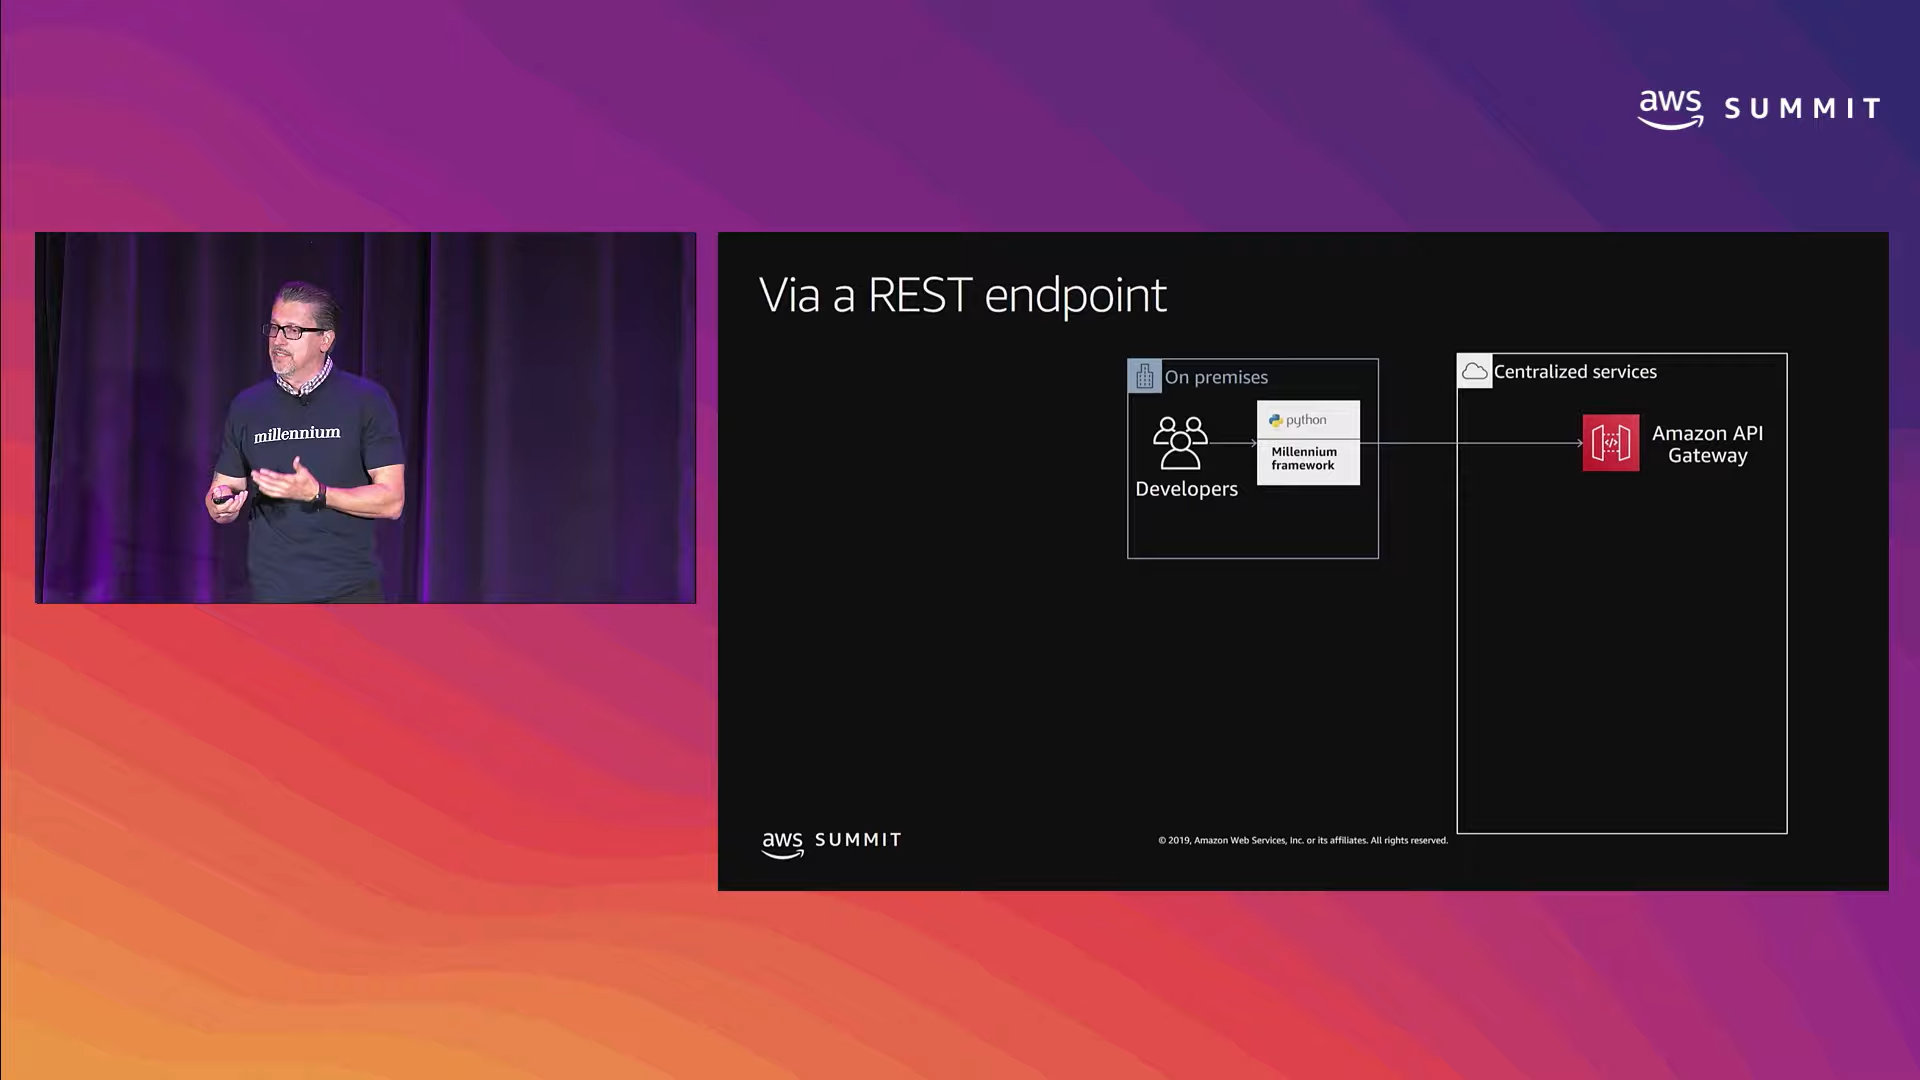 aws SUMMIT
millennium
Via a REST endpoint
On premises
Centralized services
python
Millennium
framework
Developers
Amazon API
Gateway
aws SUMMIT
© 2019, Amazon Web Services, Inc. or its affiliates. All rights reserved.